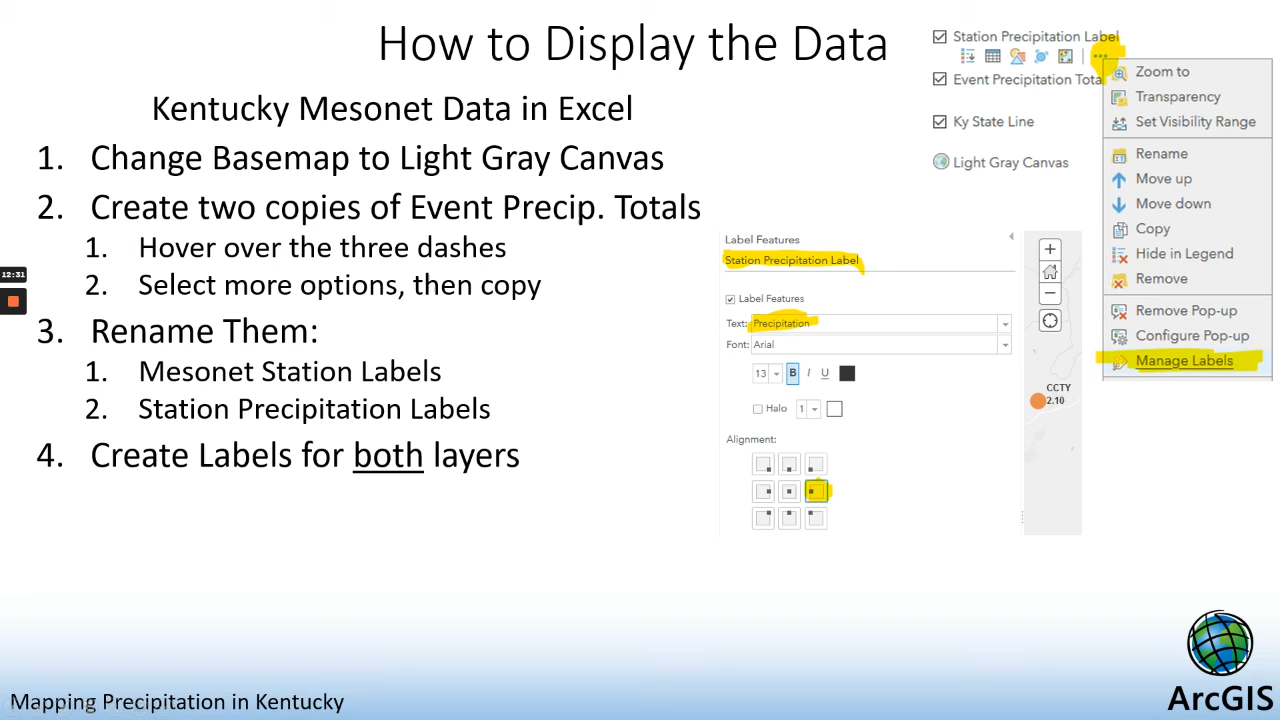 How to Display the Data
Kentucky Mesonet Data in Excel
1. Change Basemap to Light Gray Canvas
2. Create two copies of Event Precip. Totals
1. Hover over the three dashes
2. Select more options, then copy
3. Rename Them:
1. Mesonet Station Labels
2. Station Precipitation Labels
4. Create Labels for both layers
12:31
Station Precipitation Label
Event Precipitation Tota
Ky State Line
Light Gray Canvas
Zoom to
Transparency
Set Visibility Range
Rename
Move up
Move down
Copy
Hide in Legend
Remove
Remove Pop-up
Configure Pop-up
Manage Labels
Label Features
Station Precipitation Label
Label Features
Text: Precipitation
Font: Arial
13 B I U
Halo 1
Alignment:
CCTY
2.10
Mapping Precipitation in Kentucky
ArcGIS